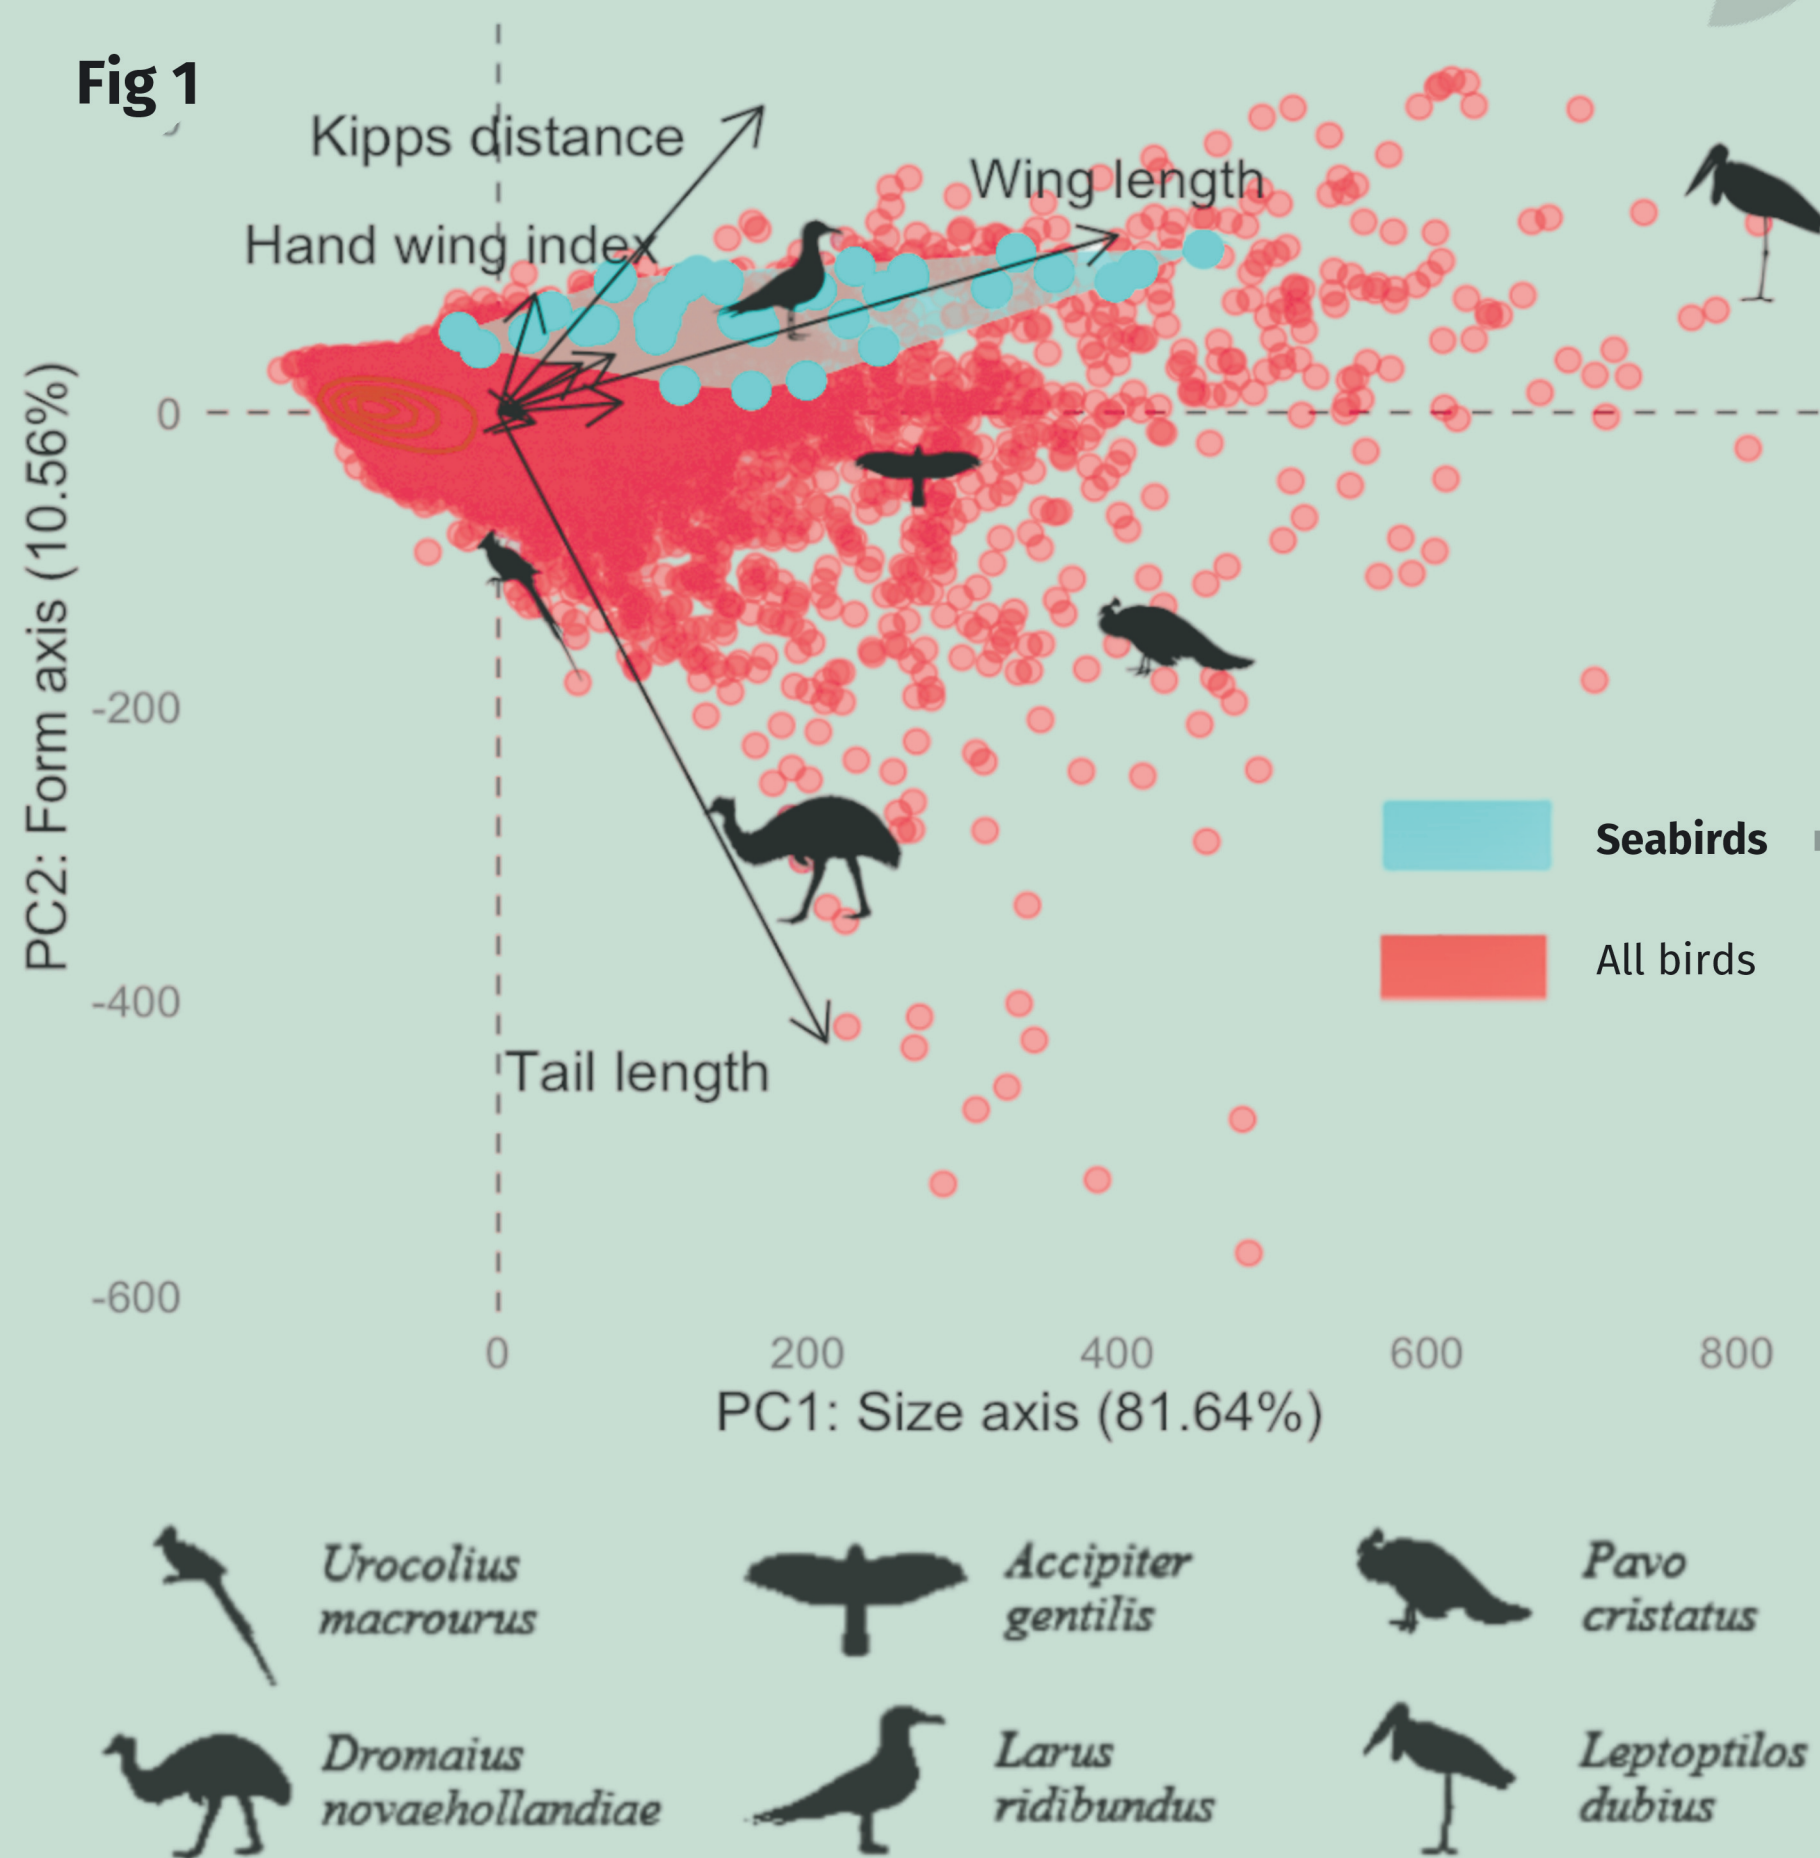 Fig 1
Kipps distance
Wing length
Hand wing index
0
-200
-400
-600
PC2: Form axis (10.56%)
Tail length
Seabirds
All birds
0 200 400 600 800
PC1: Size axis (81.64%)
Urocolius
macrourus
Accipiter
gentilis
Pavo
cristatus
Dromaius
novaehollandiae
Larus
ridibundus
Leptoptilos
dubius